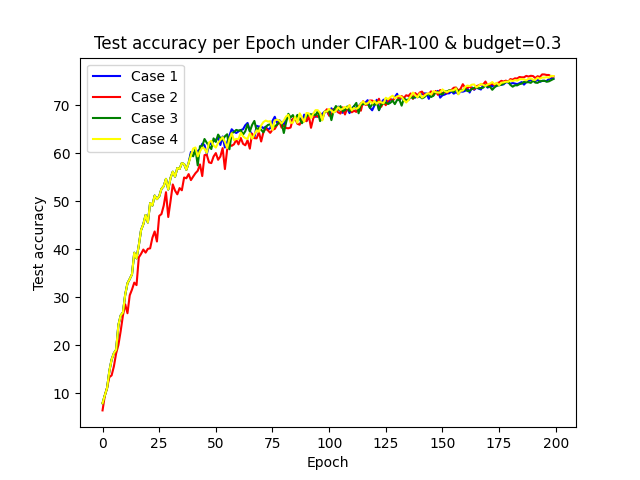 Test accuracy per Epoch under CIFAR-100 & budget=0.3
Case 1
Case 2
Case 3
Case 4
70
60
50
40
30
20
10
Test accuracy
0
25
50
75
100
125
150
175
200
Epoch